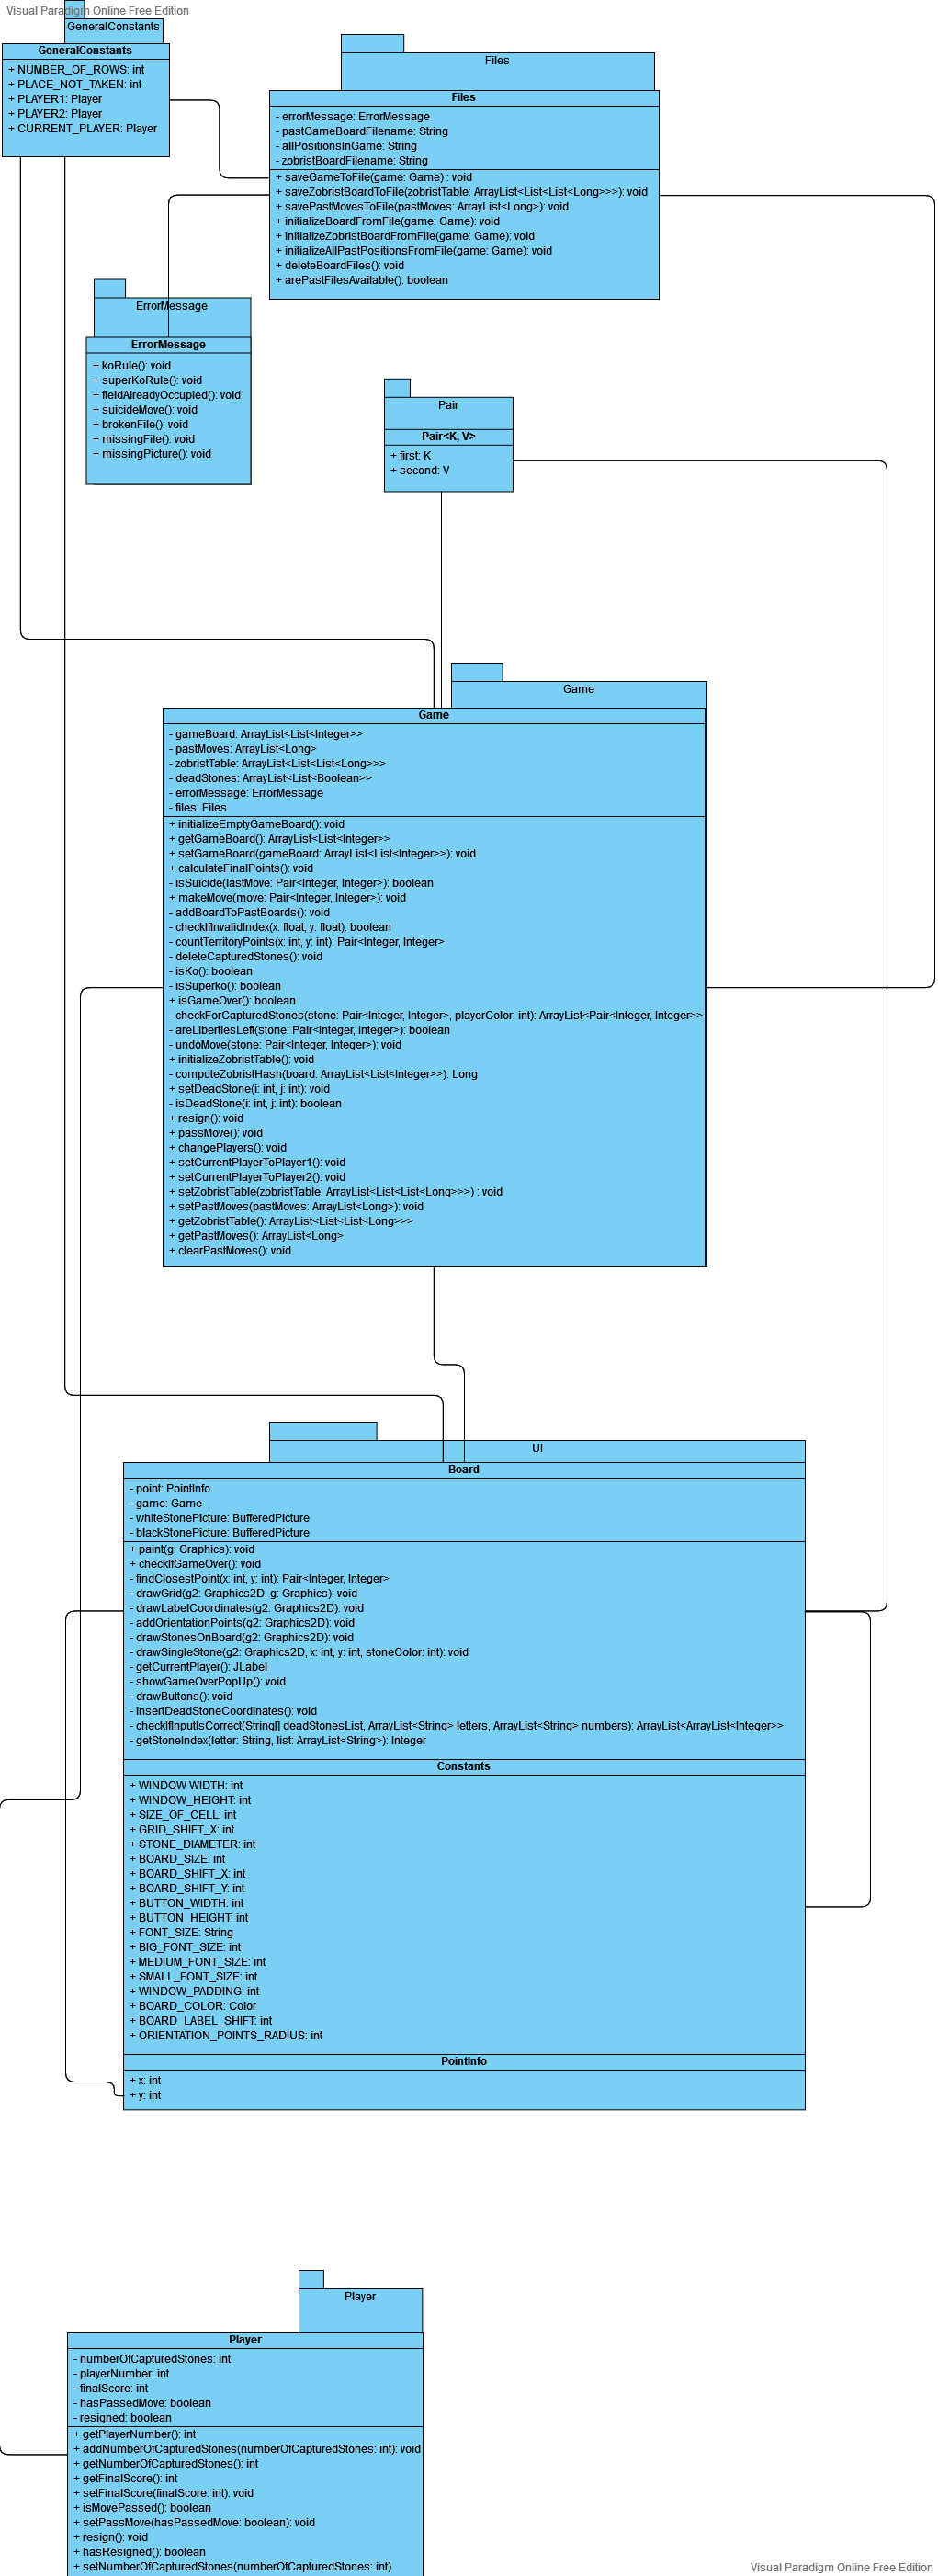 Visual Paradigm Online Free Edition
GeneralConstants
GeneralConstants
+ NUMBER_OF_ROWS: int
+ PLACE_NOT_TAKEN: int
+ PLAYER1: Player
+ PLAYER2: Player
+ CURRENT_PLAYER: Player
Files
Files
- errorMessage: ErrorMessage
- pastGameBoardFilename: String
- allPositionsInGame: String
- zobristBoardFilename: String
+ saveGameToFile(game: Game) : void
+ saveZobristBoardToFile(zobristTable: ArrayList<List<List<Long>>>): void
+ savePastMovesToFile(pastMoves: ArrayList<Long>): void
+ initializeBoardFromFile(game: Game): void
+ initializeZobristBoardFromFIle(game: Game): void
+ initializeAllPastPositionsFromFile(game: Game): void
+ deleteBoardFiles(): void
+ arePastFilesAvailable(): boolean
ErrorMessage
ErrorMessage
+ koRule(): void
+ superKoRule(): void
+ fieldAlreadyOccupied(): void
+ suicideMove(): void
+ brokenFile(): void
+ missingFile(): void
+ missingPicture(): void
Pair
Pair<K, V>
+ first: K
+ second: V
Game
Game
- gameBoard: ArrayList<List<Integer>>
- pastMoves: ArrayList<Long>
- zobristTable: ArrayList<List<List<Long>>>
- deadStones: ArrayList<List<Boolean>>
- errorMessage: ErrorMessage
- files: Files
+ initializeEmptyGameBoard(): void
+ getGameBoard(): ArrayList<List<Integer>>
+ setGameBoard(gameBoard: ArrayList<List<Integer>>): void
+ calculateFinalPoints(): void
- isSuicide(lastMove: Pair<Integer, Integer>): boolean
+ makeMove(move: Pair<Integer, Integer>): void
- addBoardToPastBoards(): void
- checkIfInvalidIndex(x: float, y: float): boolean
- countTerritoryPoints(x: int, y: int): Pair<Integer, Integer>
- deleteCapturedStones(): void
- isKo(): boolean
- isSuperko(): boolean
+ isGameOver(): boolean
- checkForCapturedStones(stone: Pair<Integer, Integer>, playerColor: int): ArrayList<Pair<Integer, Integer>>
- areLibertiesLeft(stone: Pair<Integer, Integer>): boolean
- undoMove(stone: Pair<Integer, Integer>): void
+ initializeZobristTable(): void
- computeZobristHash(board: ArrayList<List<Integer>>): Long
+ setDeadStone(i: int, j: int): void
- isDeadStone(i: int, j: int): boolean
+ resign(): void
+ passMove(): void
+ changePlayers(): void
+ setCurrentPlayerToPlayer1(): void
+ setCurrentPlayerToPlayer2(): void
+ setZobristTable(zobristTable: ArrayList<List<List<Long>>>) : void
+ setPastMoves(pastMoves: ArrayList<Long>): void
+ getZobristTable(): ArrayList<List<List<Long>>>
+ getPastMoves(): ArrayList<Long>
+ clearPastMoves(): void
UI
Board
- point: PointInfo
- game: Game
- whiteStonePicture: BufferedPicture
- blackStonePicture: BufferedPicture
+ paint(g: Graphics): void
+ checkIfGameOver(): void
- findClosestPoint(x: int, y: int): Pair<Integer, Integer>
- drawGrid(g2: Graphics2D, g: Graphics): void
- drawLabelCoordinates(g2: Graphics2D): void
- addOrientationPoints(g2: Graphics2D): void
- drawStonesOnBoard(g2: Graphics2D): void
- drawSingleStone(g2: Graphics2D, x: int, y: int, stoneColor: int): void
- getCurrentPlayer(): JLabel
- showGameOverPopUp(): void
- drawButtons(): void
- insertDeadStoneCoordinates(): void
- checkIfInputIsCorrect(String[] deadStonesList, ArrayList<String> letters, ArrayList<String> numbers): ArrayList<ArrayList<Integer>>
- getStoneIndex(letter: String, list: ArrayList<String>): Integer
Constants
+ WINDOW WIDTH: int
+ WINDOW_HEIGHT: int
+ SIZE_OF_CELL: int
+ GRID_SHIFT_X: int
+ STONE_DIAMETER: int
+ BOARD_SIZE: int
+ BOARD_SHIFT_X: int
+ BOARD_SHIFT_Y: int
+ BUTTON_WIDTH: int
+ BUTTON_HEIGHT: int
+ FONT_SIZE: String
+ BIG_FONT_SIZE: int
+ MEDIUM_FONT_SIZE: int
+ SMALL_FONT_SIZE: int
+ WINDOW_PADDING: int
+ BOARD_COLOR: Color
+ BOARD_LABEL_SHIFT: int
+ ORIENTATION_POINTS_RADIUS: int
PointInfo
+ x: int
+ y: int
Player
Player
- numberOfCapturedStones: int
- playerNumber: int
- finalScore: int
- hasPassedMove: boolean
- resigned: boolean
+ getPlayerNumber(): int
+ addNumberOfCapturedStones(numberOfCapturedStones: int): void
+ getNumberOfCapturedStones(): int
+ getFinalScore(): int
+ setFinalScore(finalScore: int): void
+ isMovePassed(): boolean
+ setPassMove(hasPassedMove: boolean): void
+ resign(): void
+ hasResigned(): boolean
+ setNumberOfCapturedStones(numberOfCapturedStones: int)
Visual Paradigm Online Free Edition